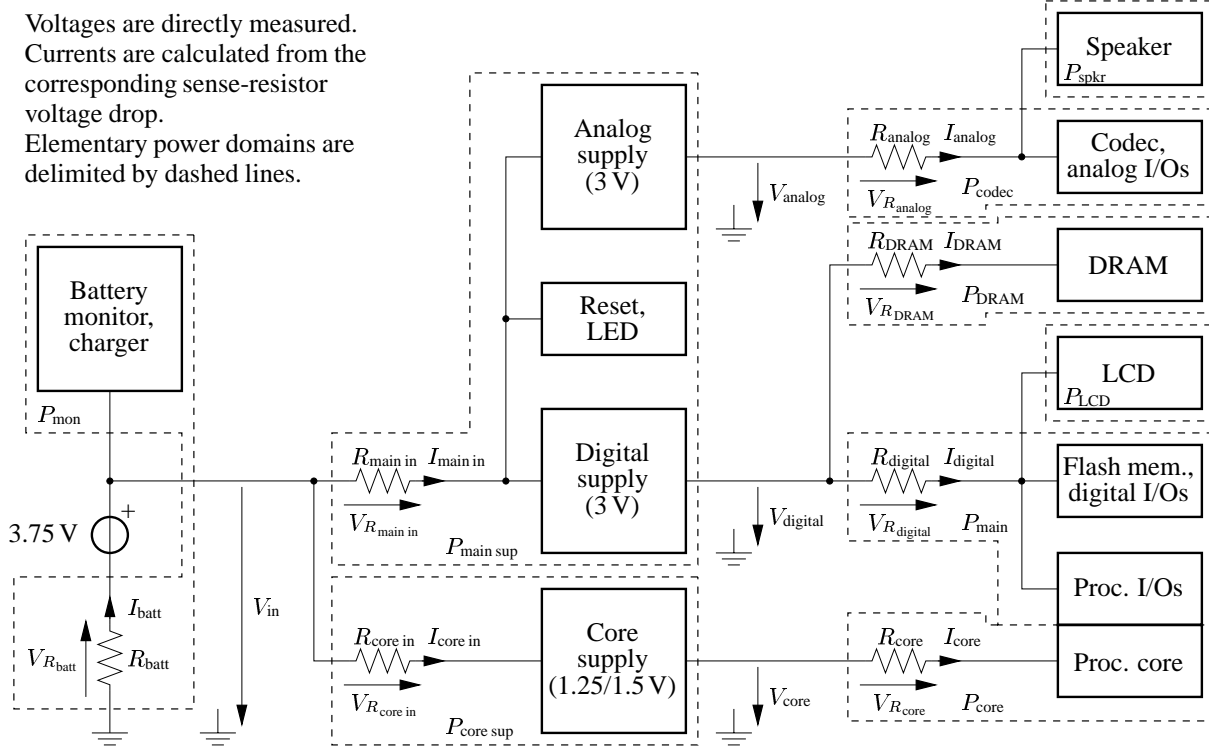 Voltages are directly measured.
Currents are calculated from the
corresponding sense-resistor
voltage drop.
Elementary power domains are
delimited by dashed lines.
Speaker
P_spkr
Analog
supply
(3 V)
R_analog I_analog
V_R_analog
P_codec
Codec,
analog I/Os
V_analog
R_DRAM I_DRAM
V_R_DRAM
P_DRAM
DRAM
Battery
monitor,
charger
P_mon
Reset,
LED
LCD
P_LCD
R_main in I_main in
V_R_main in
P_main sup
Digital
supply
(3 V)
V_digital
R_digital I_digital
V_R_digital
P_main
Flash mem.,
digital I/Os
3.75 V
+
Proc. I/Os
I_batt
V_R_batt
R_batt
V_in
R_core in I_core in
V_R_core in
P_core sup
Core
supply
(1.25/1.5 V)
V_core
R_core I_core
V_R_core
P_core
Proc. core